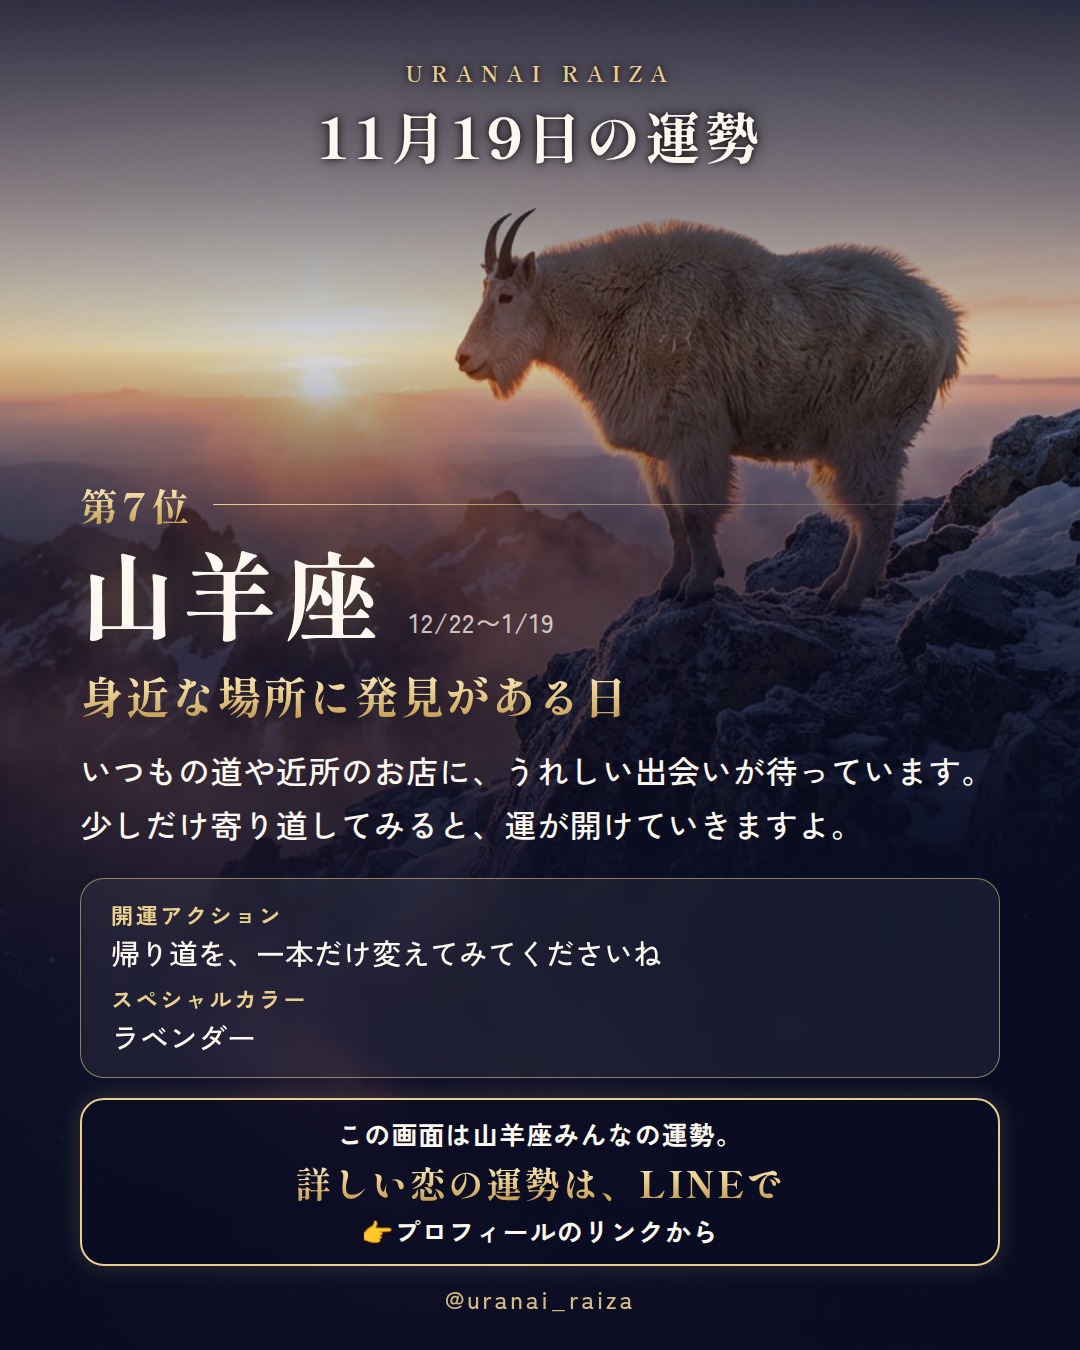 URANAI RAIZA
11月19日の運勢
第7位
山羊座 12/22〜1/19
身近な場所に発見がある日
いつもの道や近所のお店に、うれしい出会いが待っています。
少しだけ寄り道してみると、運が開けていきますよ。
開運アクション
帰り道を、一本だけ変えてみてくださいね
スペシャルカラー
ラベンダー
この画面は山羊座みんなの運勢。
詳しい恋の運勢は、LINEで
👉プロフィールのリンクから
@uranai_raiza